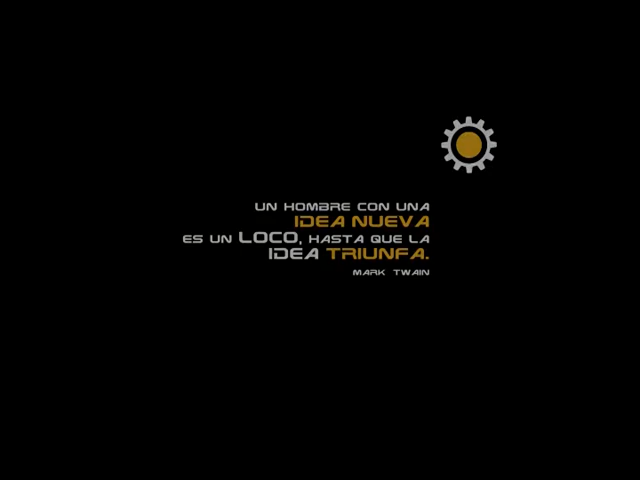 UN HOMBRE CON UNA
IDEA NUEVA
ES UN LOCO, HASTA QUE LA
IDEA TRIUNFA.
MARK TWAIN